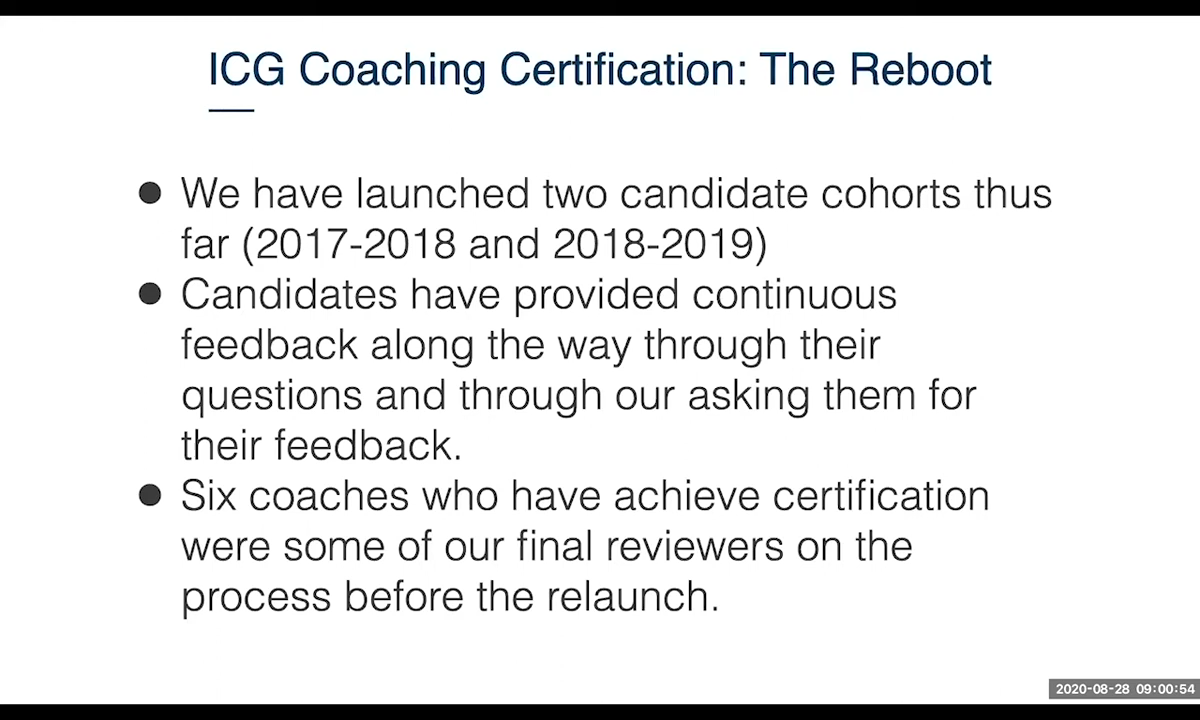 ICG Coaching Certification: The Reboot
● We have launched two candidate cohorts thus
far (2017-2018 and 2018-2019)
● Candidates have provided continuous
feedback along the way through their
questions and through our asking them for
their feedback.
● Six coaches who have achieve certification
were some of our final reviewers on the
process before the relaunch.
2020-08-28 09:00:54